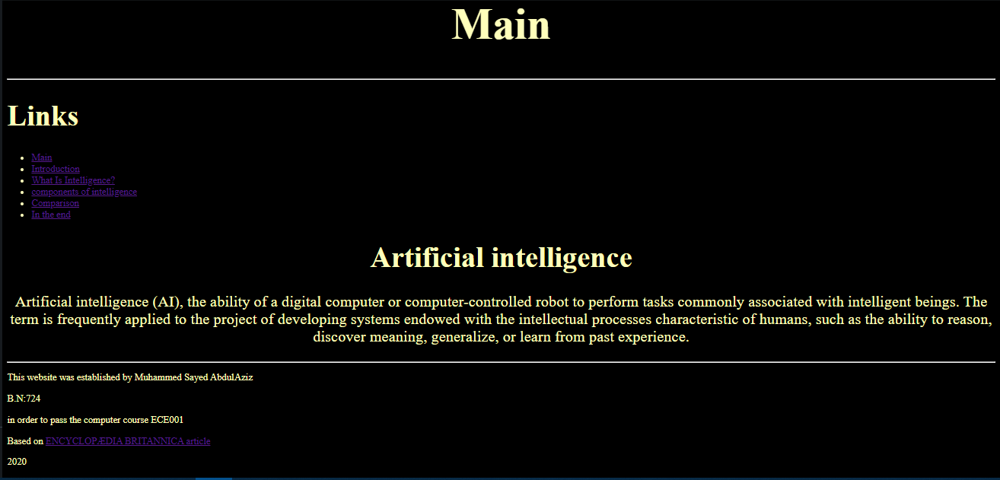 Main
Links
Main
Introduction
What Is Intelligence?
components of intelligence
Comparison
In the end
Artificial intelligence
Artificial intelligence (AI), the ability of a digital computer or computer-controlled robot to perform tasks commonly associated with intelligent beings. The
term is frequently applied to the project of developing systems endowed with the intellectual processes characteristic of humans, such as the ability to reason,
discover meaning, generalize, or learn from past experience.
This website was established by Muhammed Sayed AbdulAziz
B.N:724
in order to pass the computer course ECE001
Based on ENCYCLOPÆDIA BRITANNICA article
2020